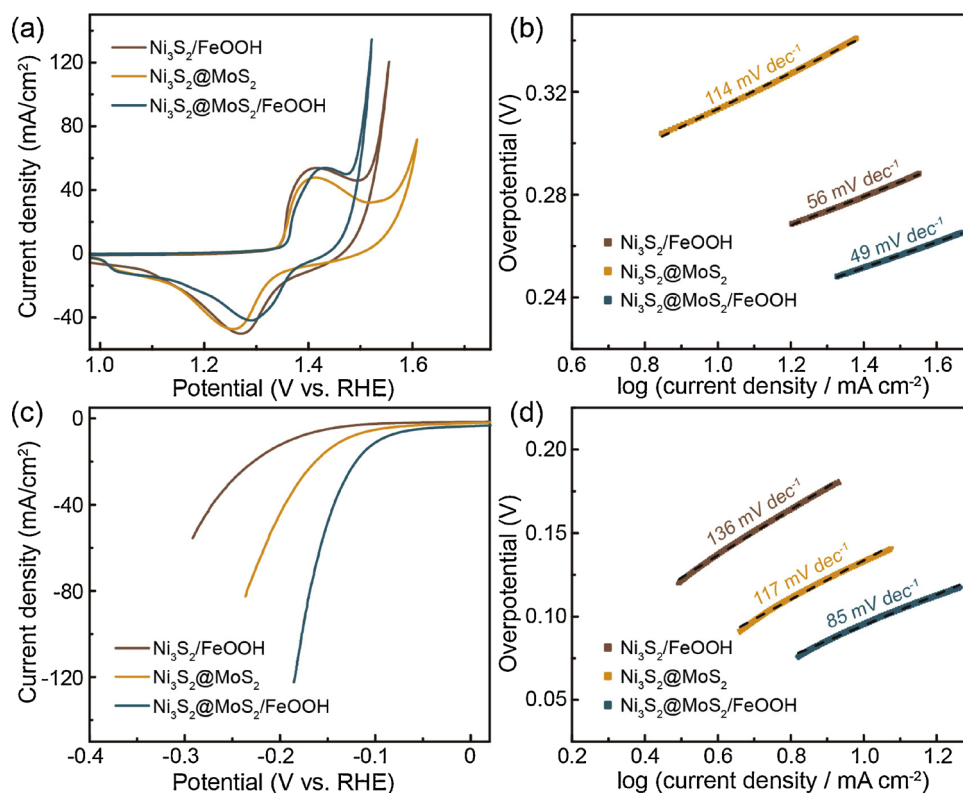 (a)
Ni₃S₂/FeOOH
Ni₃S₂@MoS₂
Ni₃S₂@MoS₂/FeOOH
Current density (mA/cm²)
120
80
40
0
-40
1.0
1.2
1.4
1.6
Potential (V vs. RHE)
(b)
114 mV dec⁻¹
56 mV dec⁻¹
49 mV dec⁻¹
Ni₃S₂/FeOOH
Ni₃S₂@MoS₂
Ni₃S₂@MoS₂/FeOOH
Overpotential (V)
0.32
0.28
0.24
0.6
0.8
1.0
1.2
1.4
1.6
log (current density / mA cm⁻²)
(c)
Current density (mA/cm²)
0
-40
-80
-120
Ni₃S₂/FeOOH
Ni₃S₂@MoS₂
Ni₃S₂@MoS₂/FeOOH
-0.4
-0.3
-0.2
-0.1
0
Potential (V vs. RHE)
(d)
136 mV dec⁻¹
117 mV dec⁻¹
85 mV dec⁻¹
Ni₃S₂/FeOOH
Ni₃S₂@MoS₂
Ni₃S₂@MoS₂/FeOOH
Overpotential (V)
0.20
0.15
0.10
0.05
0.2
0.4
0.6
0.8
1.0
1.2
log (current density / mA cm⁻²)